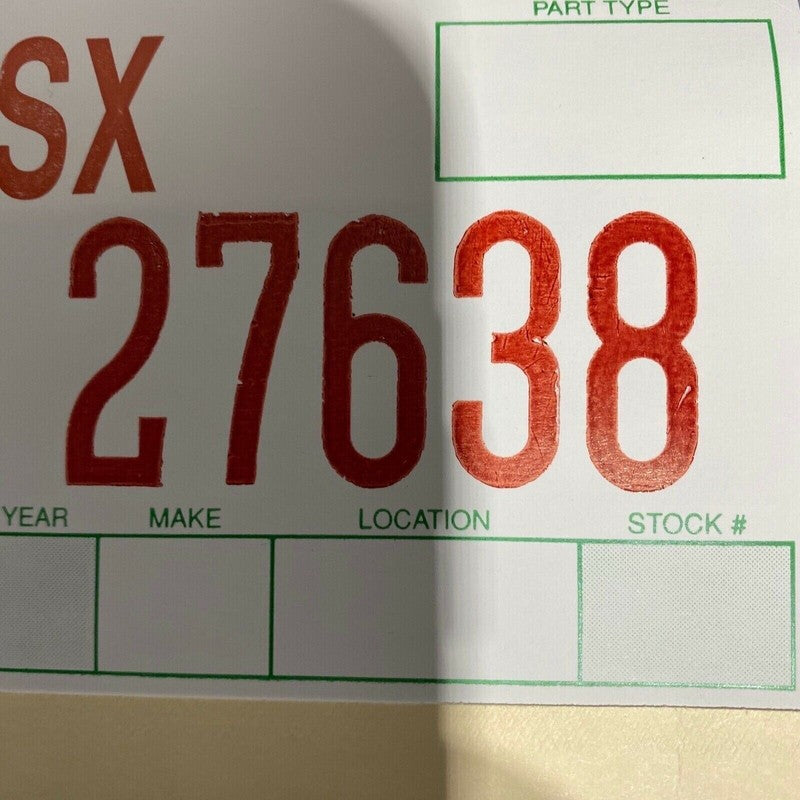 PART TYPE
SX
27638
YEAR MAKE LOCATION STOCK #